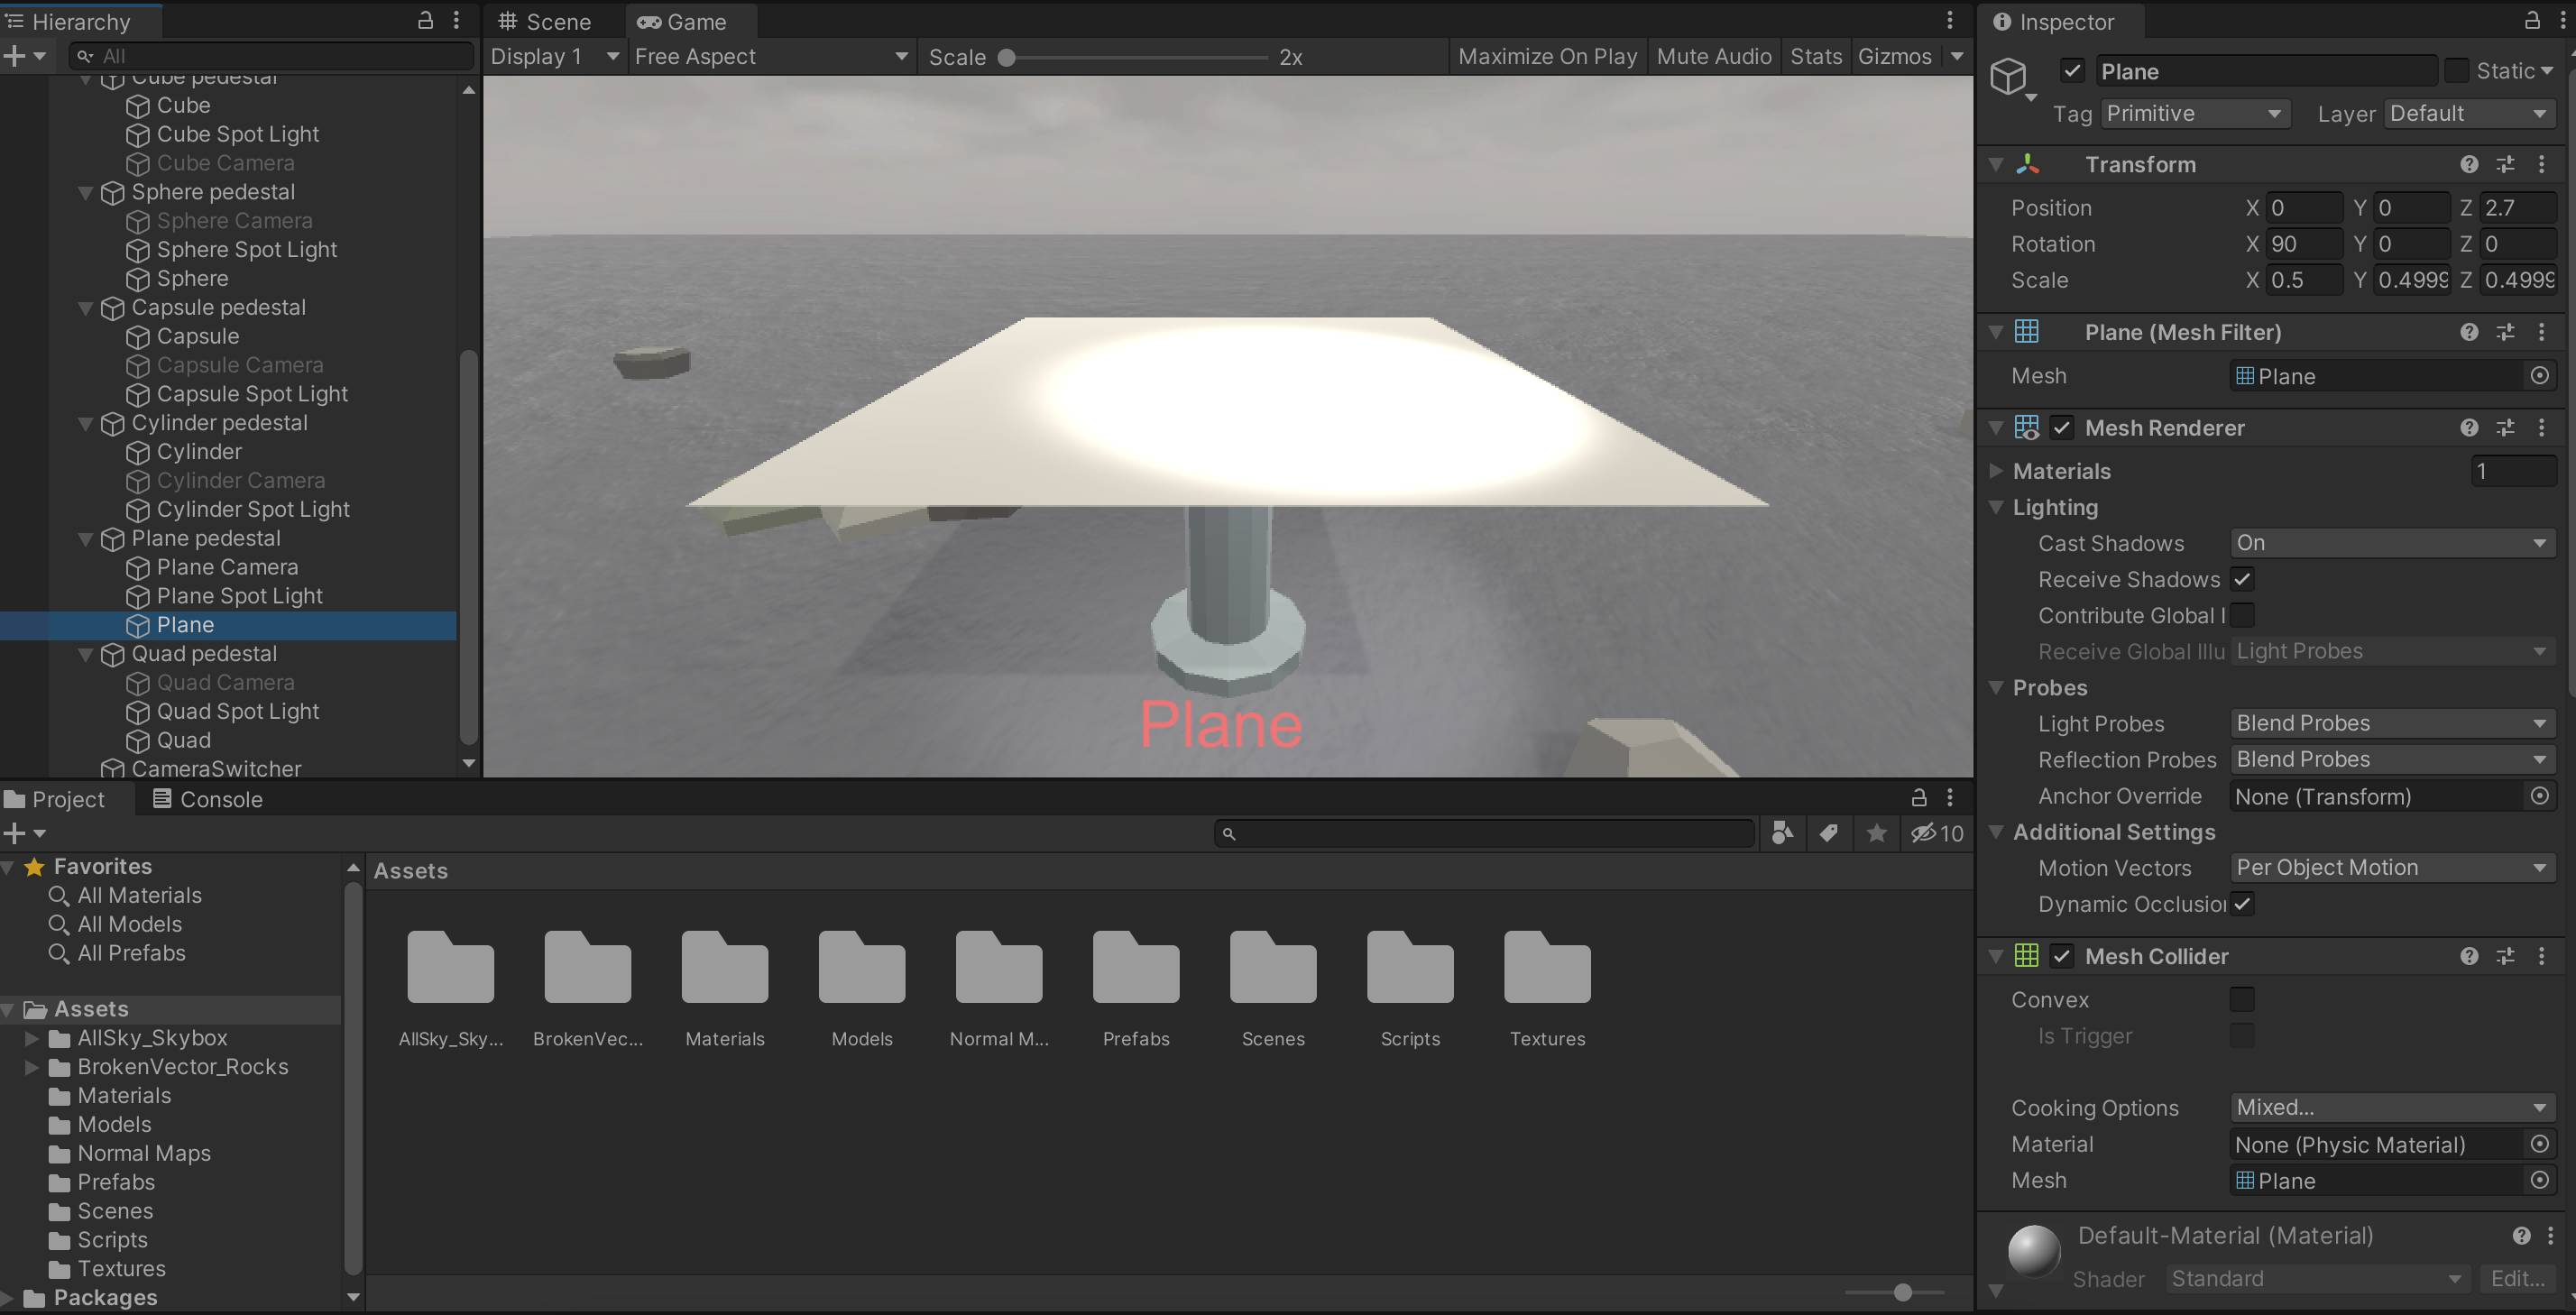 Hierarchy
All
Cube pedestal
Cube
Cube Spot Light
Cube Camera
Sphere pedestal
Sphere Camera
Sphere Spot Light
Sphere
Capsule pedestal
Capsule
Capsule Camera
Capsule Spot Light
Cylinder pedestal
Cylinder
Cylinder Camera
Cylinder Spot Light
Plane pedestal
Plane Camera
Plane Spot Light
Plane
Quad pedestal
Quad Camera
Quad Spot Light
Quad
CameraSwitcher
Scene Game
Display 1 Free Aspect Scale 2x Maximize On Play Mute Audio Stats Gizmos
Plane
Project Console
10
Favorites
All Materials
All Models
All Prefabs
Assets
AllSky_Skybox
BrokenVector_Rocks
Materials
Models
Normal Maps
Prefabs
Scenes
Scripts
Textures
Packages
Assets
AllSky_Sky... BrokenVec... Materials Models Normal M... Prefabs Scenes Scripts Textures
Inspector
Plane Static
Tag Primitive Layer Default
Transform
Position X 0 Y 0 Z 2.7
Rotation X 90 Y 0 Z 0
Scale X 0.5 Y 0.4999 Z 0.4999
Plane (Mesh Filter)
Mesh Plane
Mesh Renderer
Materials 1
Lighting
Cast Shadows On
Receive Shadows
Contribute Global I
Receive Global Illu Light Probes
Probes
Light Probes Blend Probes
Reflection Probes Blend Probes
Anchor Override None (Transform)
Additional Settings
Motion Vectors Per Object Motion
Dynamic Occlusion
Mesh Collider
Convex
Is Trigger
Cooking Options Mixed...
Material None (Physic Material)
Mesh Plane
Default-Material (Material)
Shader Standard Edit...